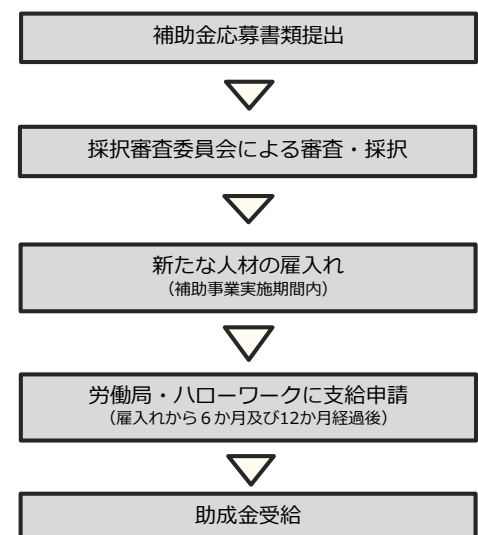 補助金応募書類提出
採択審査委員会による審査・採択
新たな人材の雇入れ
（補助事業実施期間内）
労働局・ハローワークに支給申請
（雇入れから６か月及び12か月経過後）
助成金受給